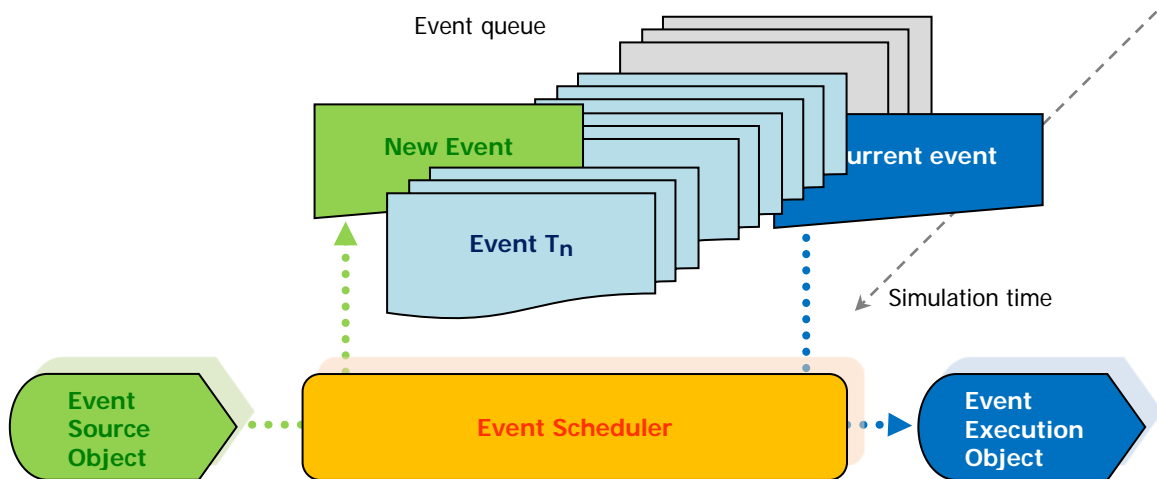 Event queue
New Event
urrent event
Event Tn
Simulation time
Event
Source
Object
Event Scheduler
Event
Execution
Object